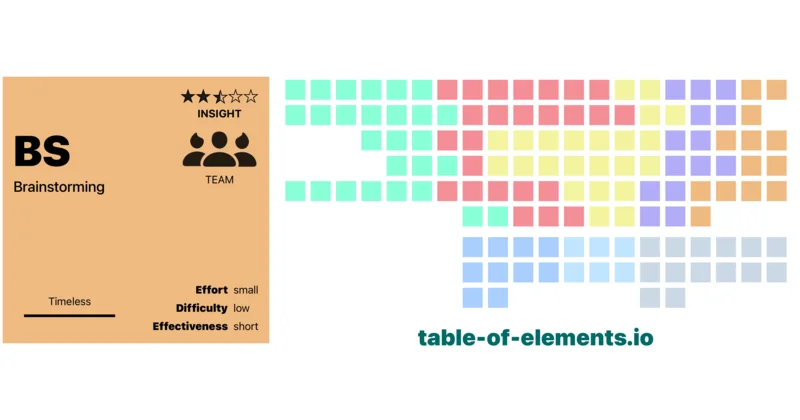 INSIGHT
BS
Brainstorming
TEAM
Timeless
Effort small
Difficulty low
Effectiveness short
table-of-elements.io